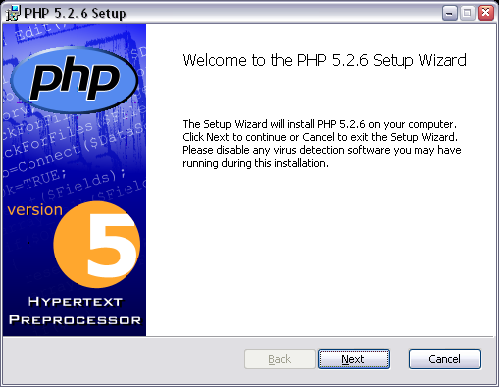 PHP 5.2.6 Setup
Welcome to the PHP 5.2.6 Setup Wizard
The Setup Wizard will install PHP 5.2.6 on your computer.
Click Next to continue or Cancel to exit the Setup Wizard.
Please disable any virus detection software you may have
running during this installation.
php
version
5
HYPERTEXT
PREPROCESSOR
Back Next Cancel